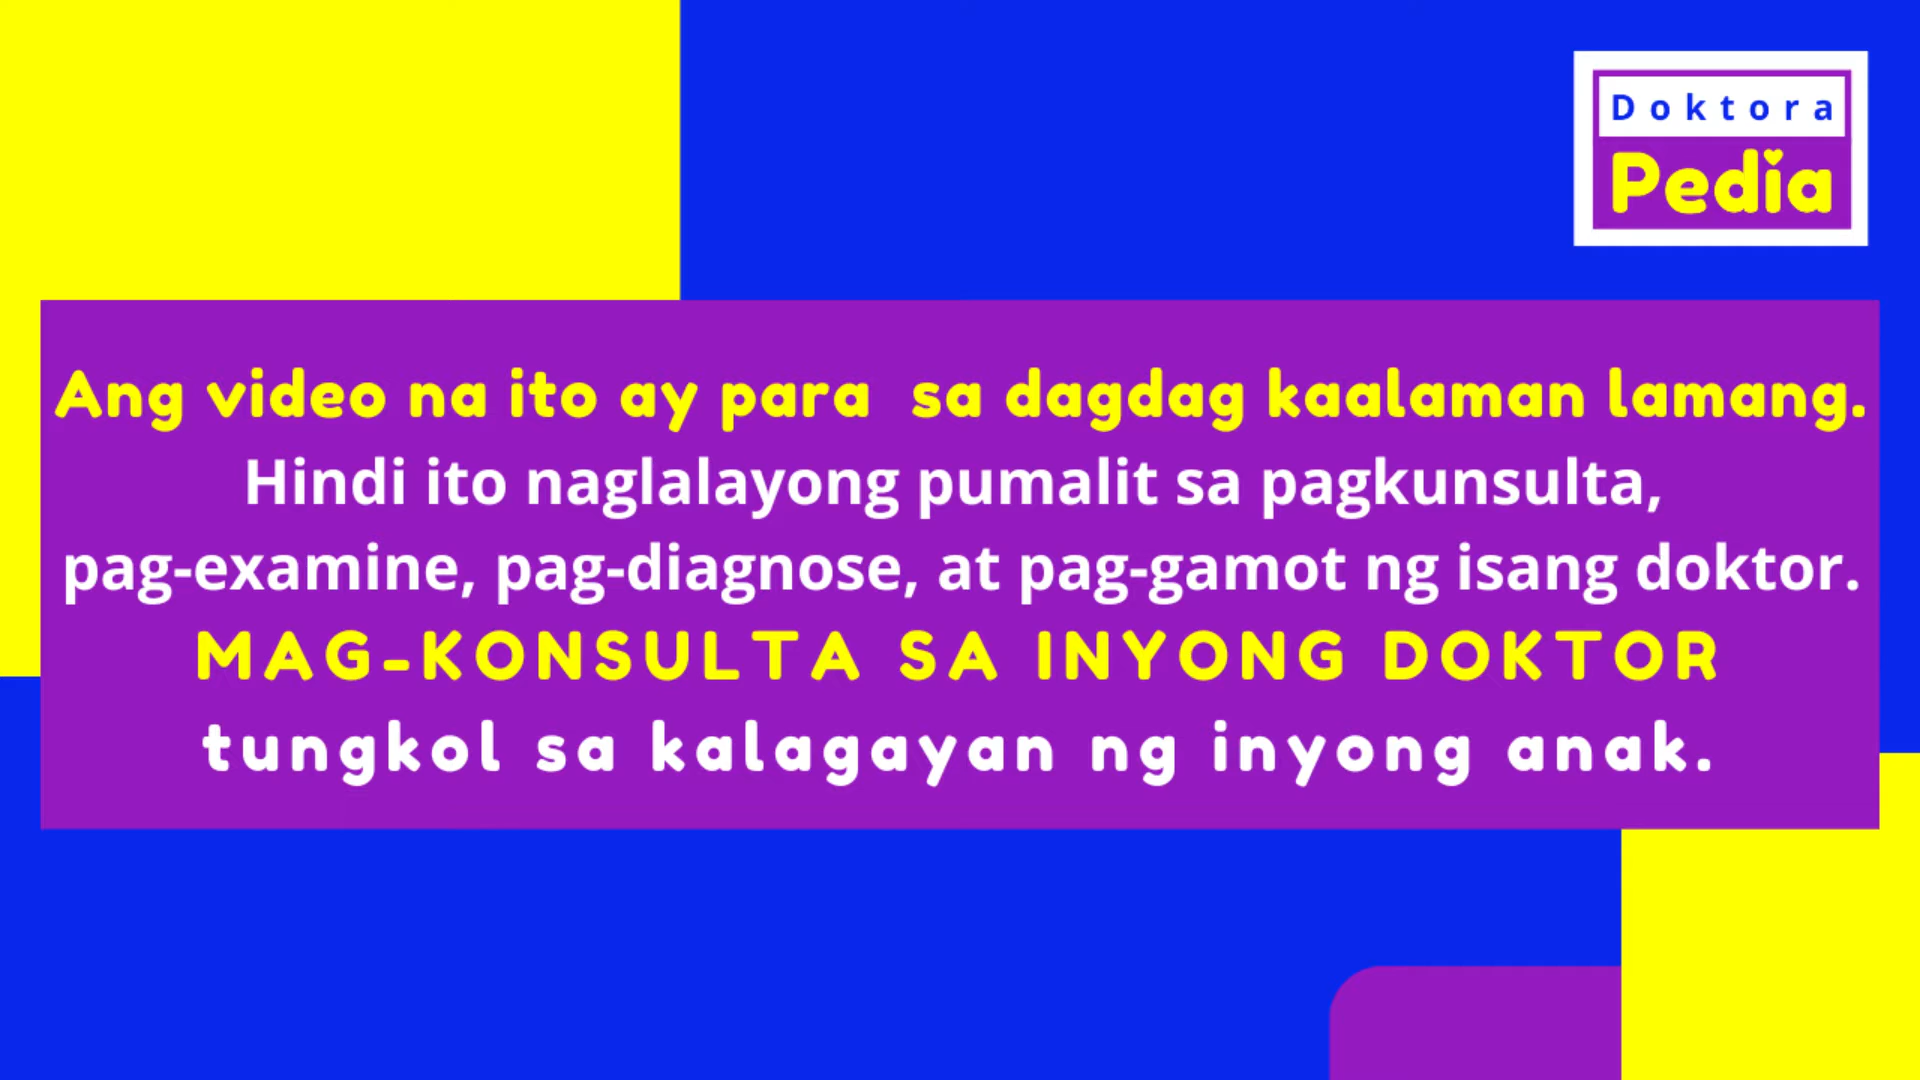 Doktora
Pedia
Ang video na ito ay para sa dagdag kaalaman lamang.
Hindi ito naglalayong pumalit sa pagkunsulta,
pag-examine, pag-diagnose, at pag-gamot ng isang doktor.
MAG-KONSULTA SA INYONG DOKTOR
tungkol sa kalagayan ng inyong anak.